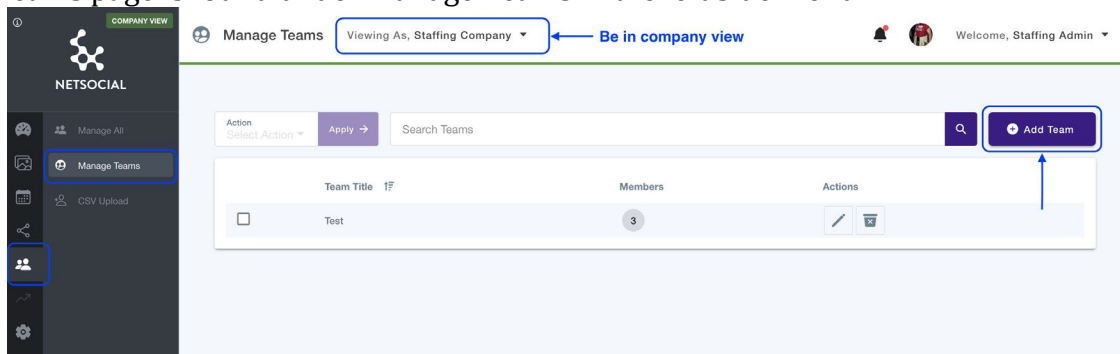 COMPANY VIEW
NETSOCIAL
Manage Teams
Viewing As, Staffing Company
Be in company view
Welcome, Staffing Admin
Manage All
Manage Teams
CSV Upload
Action
Select Action
Apply
Search Teams
Add Team
Team Title Members Actions
Test 3